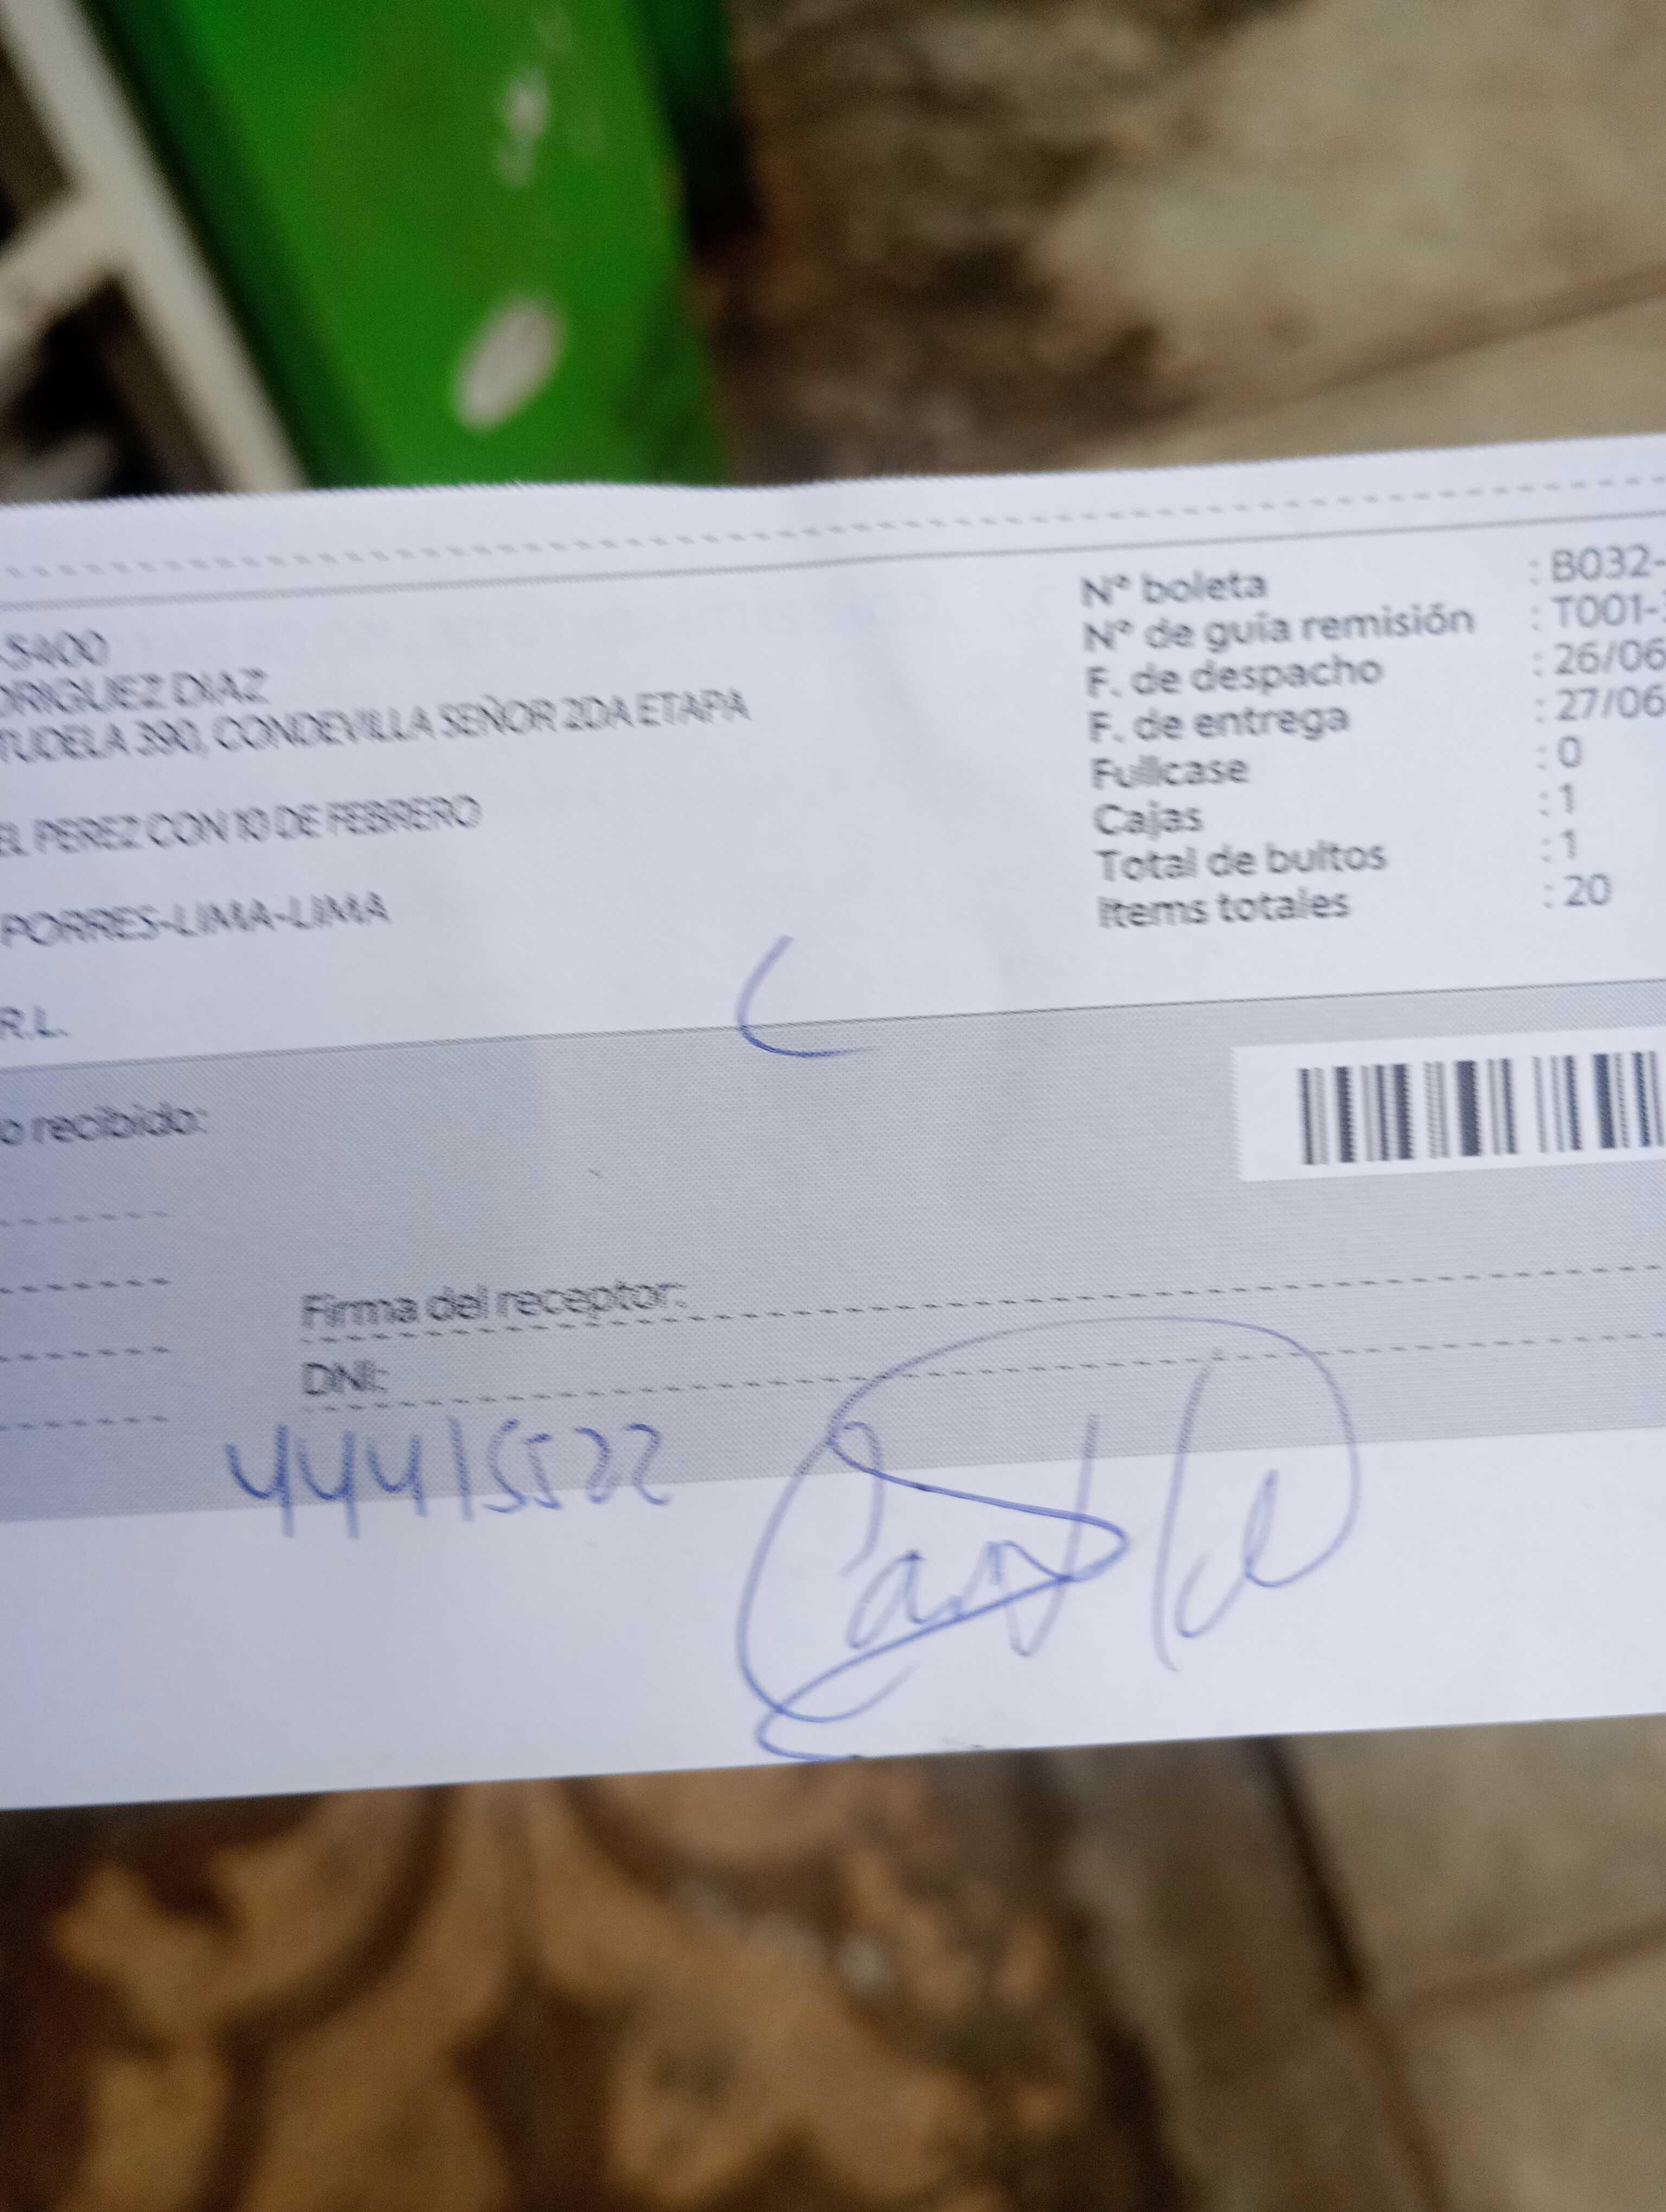 -5400
DRIGUEZ DIAZ
TUDELA 390, CONDEVILLA SEÑOR 2DA ETAPA
EL PEREZ CON 10 DE FEBRERO
PORRES-LIMA-LIMA
R.L.
N° boleta : B032-
N° de guía remisión : T001-
F. de despacho : 26/06
F. de entrega : 27/06
Fullcase : 0
Cajas : 1
Total de bultos : 1
Items totales : 20
o recibido:
Firma del receptor:
DNI:
44415522